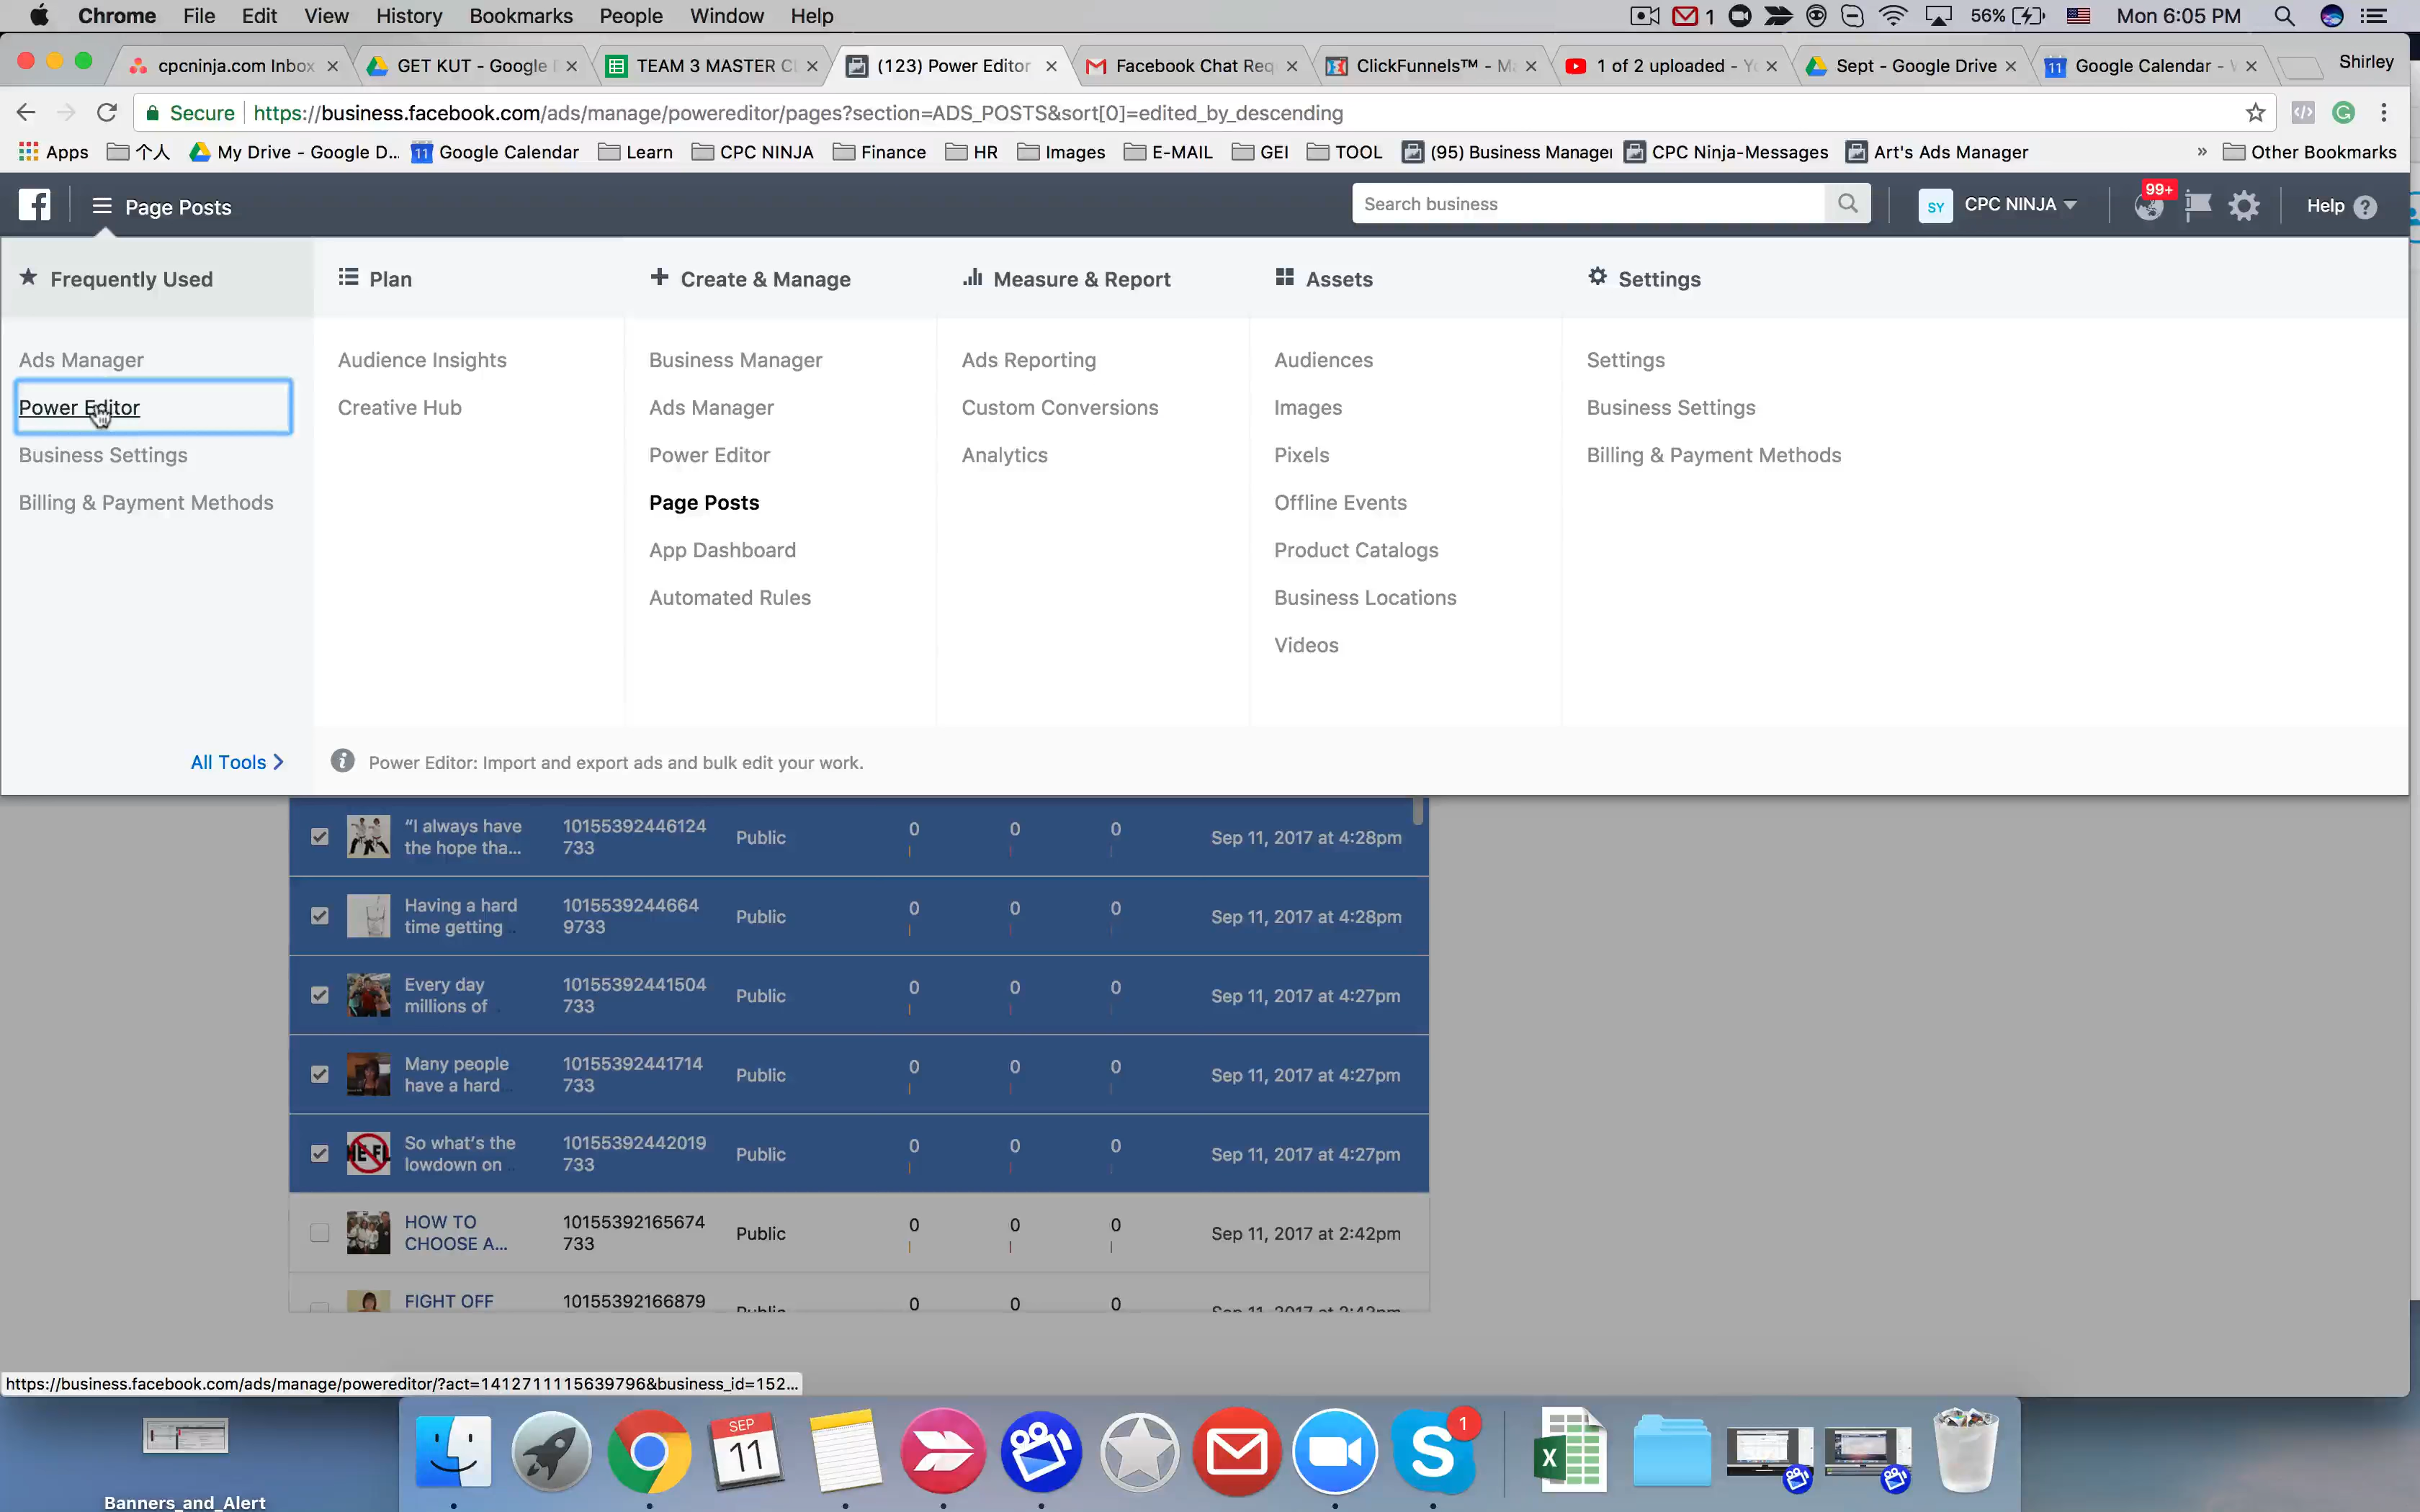 Chrome File Edit View History Bookmarks People Window Help 1 56% Mon 6:05 PM
cpcninja.com Inbox GET KUT - Google TEAM 3 MASTER C (123) Power Editor Facebook Chat Req ClickFunnels™ - M 1 of 2 uploaded - Sept - Google Drive 11 Google Calendar - Shirley
Secure https://business.facebook.com/ads/manage/powereditor/pages?section=ADS_POSTS&sort[0]=edited_by_descending
Apps 个人 My Drive - Google D... 11 Google Calendar Learn CPC NINJA Finance HR Images E-MAIL GEI TOOL (95) Business Manager CPC Ninja-Messages Art's Ads Manager » Other Bookmarks
Page Posts Search business SY CPC NINJA 99+ Help ?
Frequently Used Plan Create & Manage Measure & Report Assets Settings
Ads Manager Audience Insights Business Manager Ads Reporting Audiences Settings
Power Editor Creative Hub Ads Manager Custom Conversions Images Business Settings
Business Settings Power Editor Analytics Pixels Billing & Payment Methods
Billing & Payment Methods Page Posts Offline Events
App Dashboard Product Catalogs
Automated Rules Business Locations
Videos
All Tools Power Editor: Import and export ads and bulk edit your work.
“I always have 10155392446124 0 0 0
the hope tha... 733 Public Sep 11, 2017 at 4:28pm
Having a hard 1015539244664 0 0 0
time getting 9733 Public Sep 11, 2017 at 4:28pm
Every day 10155392441504 0 0 0
millions of 733 Public Sep 11, 2017 at 4:27pm
Many people 10155392441714 0 0 0
have a hard 733 Public Sep 11, 2017 at 4:27pm
So what's the 10155392442019 0 0 0
lowdown on 733 Public Sep 11, 2017 at 4:27pm
HOW TO 10155392165674 0 0 0
CHOOSE A... 733 Public Sep 11, 2017 at 2:42pm
FIGHT OFF 10155392166879 0 0 0
https://business.facebook.com/ads/manage/powereditor/?act=1412711115639796&business_id=152...
SEP
11
1
Banners_and_Alert